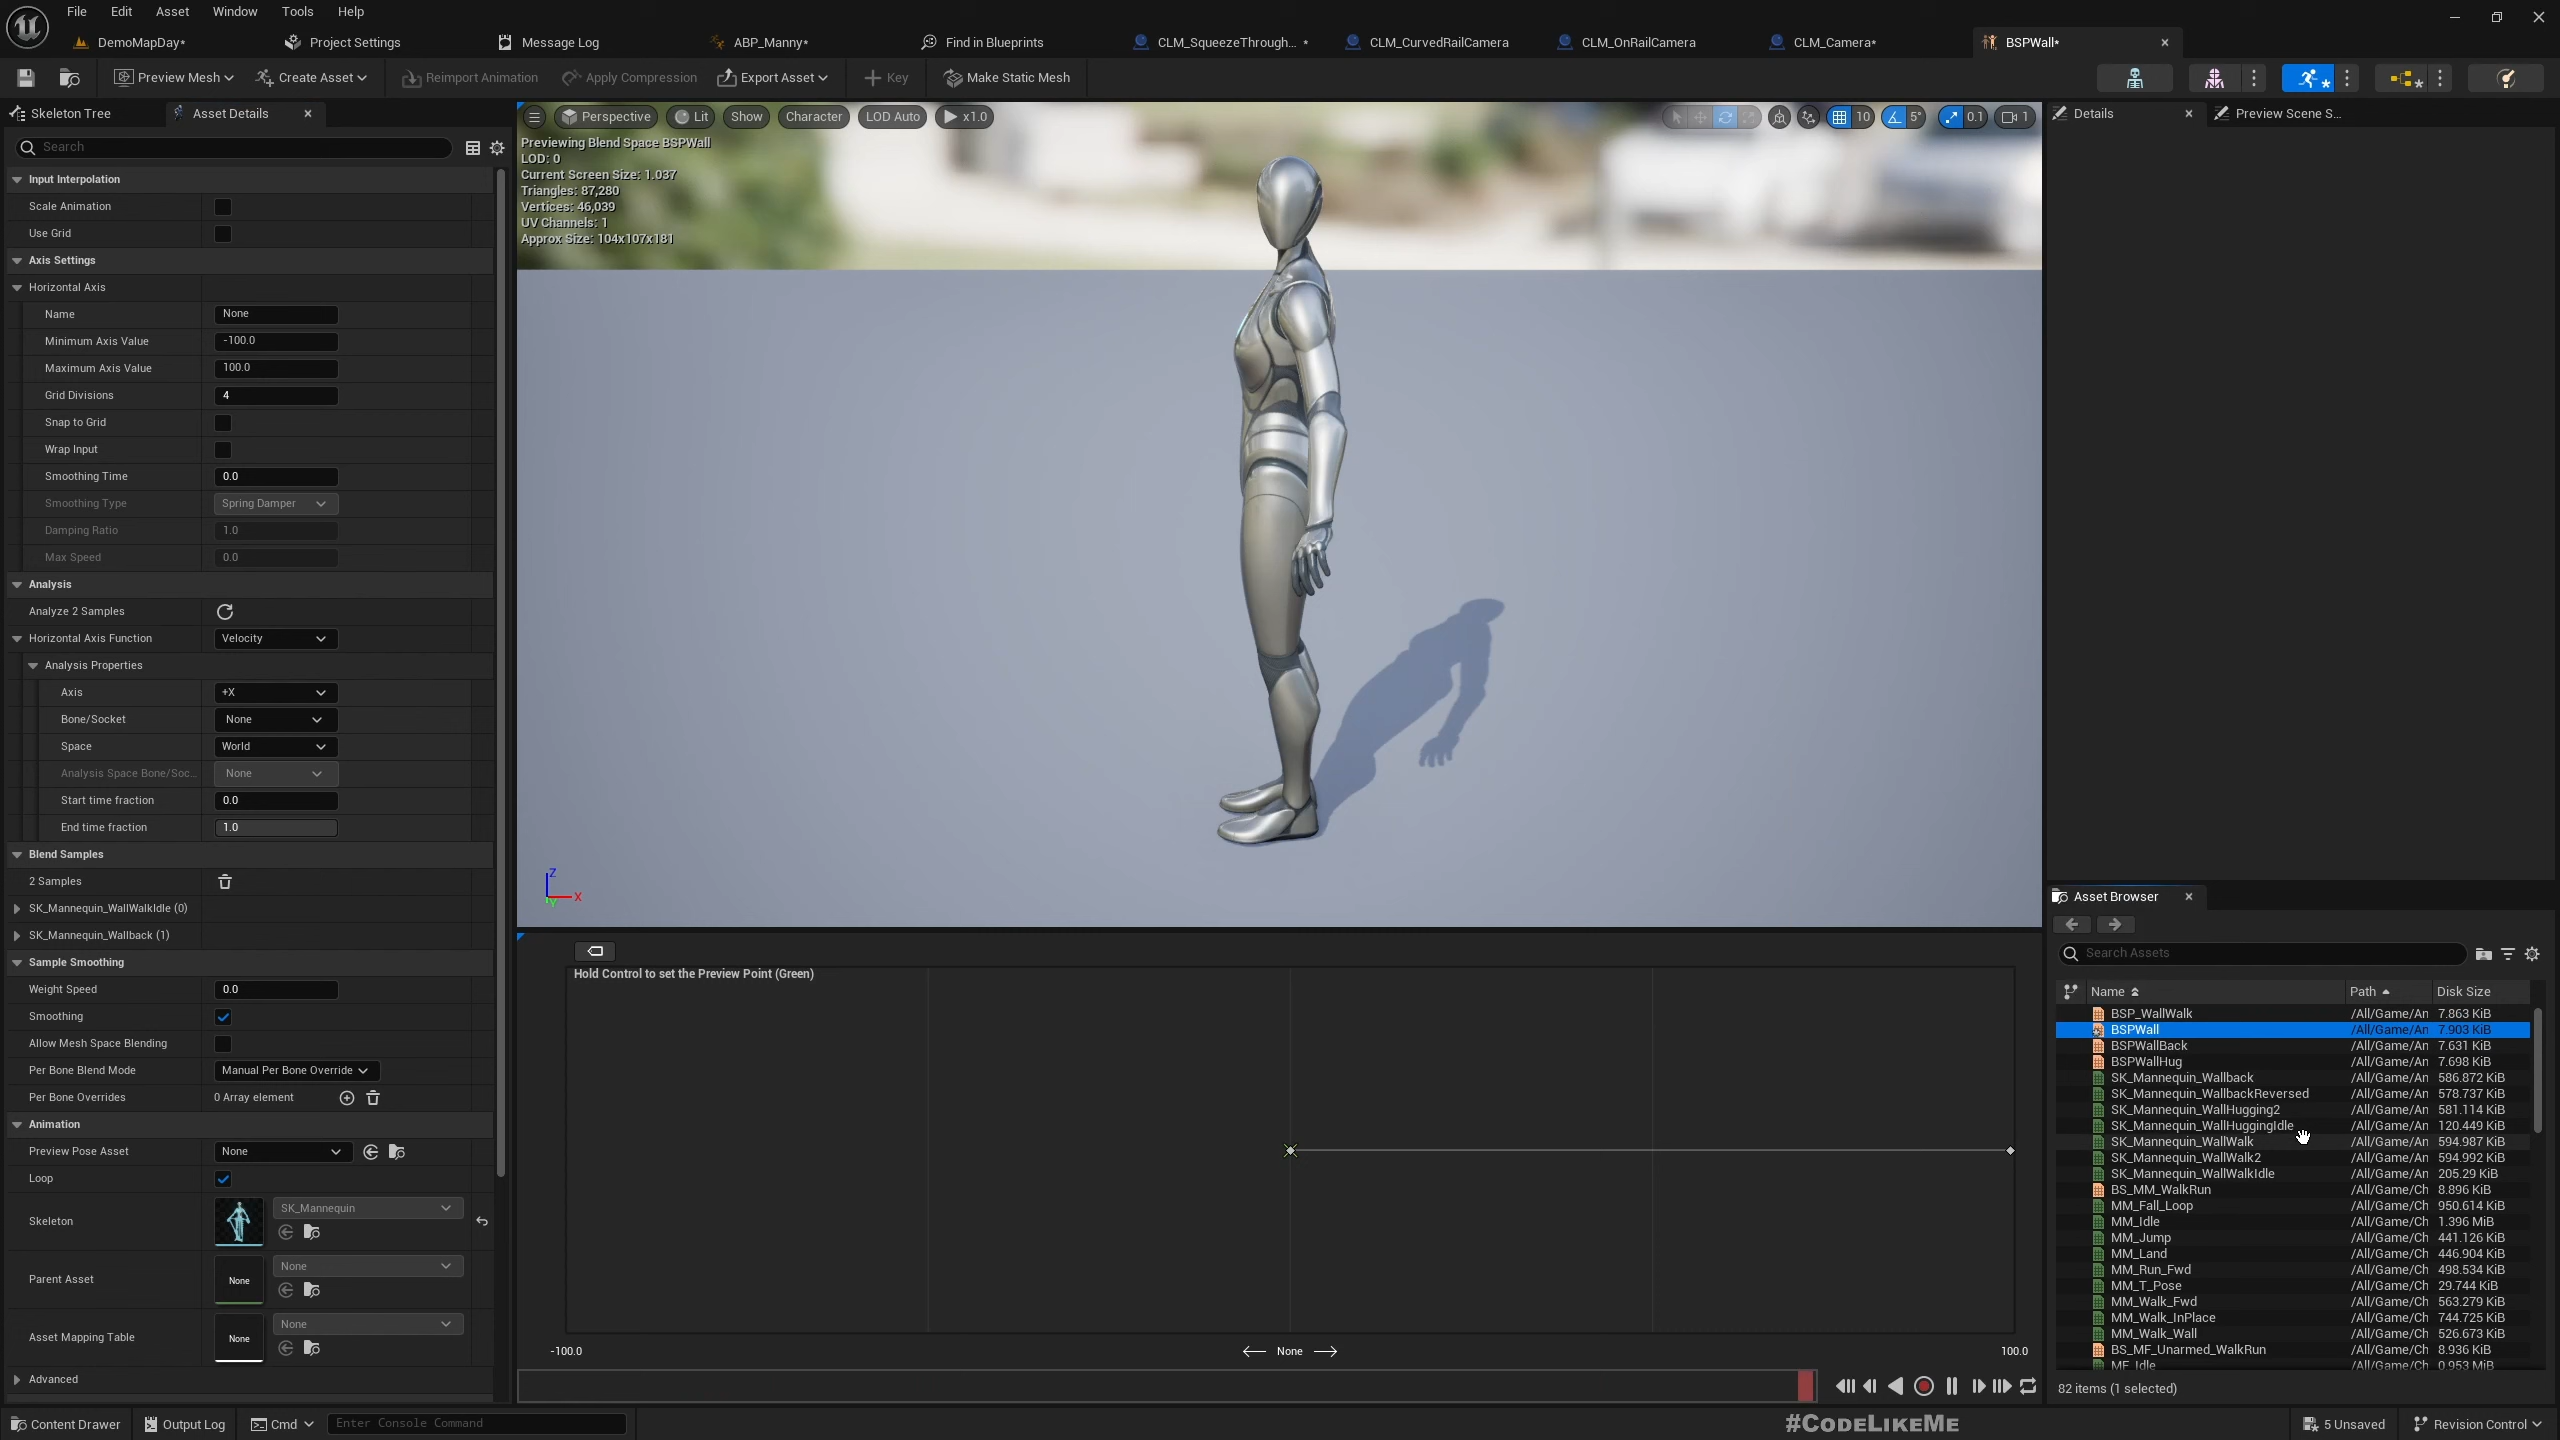 File Edit Asset Window Tools Help
DemoMapDay* Project Settings Message Log ABP_Manny* Find in Blueprints CLM_SqueezeThrough... * CLM_CurvedRailCamera CLM_OnRailCamera CLM_Camera* BSPWall*
Preview Mesh Create Asset Reimport Animation Apply Compression Export Asset Key Make Static Mesh
Skeleton Tree Asset Details
Search
Input Interpolation
Scale Animation
Use Grid
Axis Settings
Horizontal Axis
Name None
Minimum Axis Value -100.0
Maximum Axis Value 100.0
Grid Divisions 4
Snap to Grid
Wrap Input
Smoothing Time 0.0
Smoothing Type Spring Damper
Damping Ratio 1.0
Max Speed 0.0
Analysis
Analyze 2 Samples
Horizontal Axis Function Velocity
Analysis Properties
Axis +X
Bone/Socket None
Space World
Analysis Space Bone/Soc... None
Start time fraction 0.0
End time fraction 1.0
Blend Samples
2 Samples
SK_Mannequin_WallWalkIdle (0)
SK_Mannequin_Wallback (1)
Sample Smoothing
Weight Speed 0.0
Smoothing
Allow Mesh Space Blending
Per Bone Blend Mode Manual Per Bone Override
Per Bone Overrides 0 Array element
Animation
Preview Pose Asset None
Loop
Skeleton SK_Mannequin
Parent Asset None None
Asset Mapping Table None None
Advanced
Perspective Lit Show Character LOD Auto x1.0 10 5° 0.1 1
Previewing Blend Space BSPWall
LOD: 0
Current Screen Size: 1.037
Triangles: 87,280
Vertices: 46,039
UV Channels: 1
Approx Size: 104x107x181
Z
X
Y
Hold Control to set the Preview Point (Green)
-100.0 None 100.0
Details Preview Scene S...
Asset Browser
Search Assets
Name Path Disk Size
BSP_WallWalk /All/Game/An 7.863 KiB
BSPWall /All/Game/An 7.903 KiB
BSPWallBack /All/Game/An 7.631 KiB
BSPWallHug /All/Game/An 7.698 KiB
SK_Mannequin_Wallback /All/Game/An 586.872 KiB
SK_Mannequin_WallbackReversed /All/Game/An 578.737 KiB
SK_Mannequin_WallHugging2 /All/Game/An 581.114 KiB
SK_Mannequin_WallHuggingIdle /All/Game/An 120.449 KiB
SK_Mannequin_WallWalk /All/Game/An 594.987 KiB
SK_Mannequin_WallWalk2 /All/Game/An 594.992 KiB
SK_Mannequin_WallWalkIdle /All/Game/An 205.29 KiB
BS_MM_WalkRun /All/Game/Ch 8.896 KiB
MM_Fall_Loop /All/Game/Ch 950.614 KiB
MM_Idle /All/Game/Ch 1.396 MiB
MM_Jump /All/Game/Ch 441.126 KiB
MM_Land /All/Game/Ch 446.904 KiB
MM_Run_Fwd /All/Game/Ch 498.534 KiB
MM_T_Pose /All/Game/Ch 29.744 KiB
MM_Walk_Fwd /All/Game/Ch 563.279 KiB
MM_Walk_InPlace /All/Game/Ch 744.725 KiB
MM_Walk_Wall /All/Game/Ch 526.673 KiB
BS_MF_Unarmed_WalkRun /All/Game/Ch 8.936 KiB
MF_Idle /All/Game/Ch 0.953 MiB
82 items (1 selected)
Content Drawer Output Log Cmd Enter Console Command #CODELIKEME 5 Unsaved Revision Control